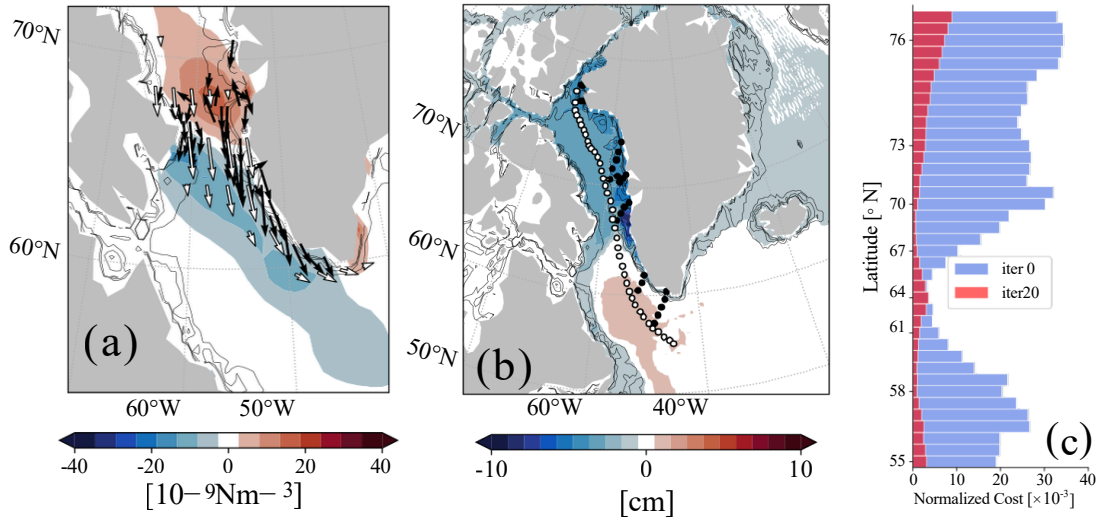 70°N
60°N
(a)
60°W 50°W
-40 -20 0 20 40
[10− 9Nm− 3]
70°N
60°N
50°N
(b)
60°W 40°W
-10 0 10
[cm]
Latitude [° N]
76
73
70
67
64
61
58
55
iter 0
iter20
(c)
0 10 20 30 40
Normalized Cost [×10-3]